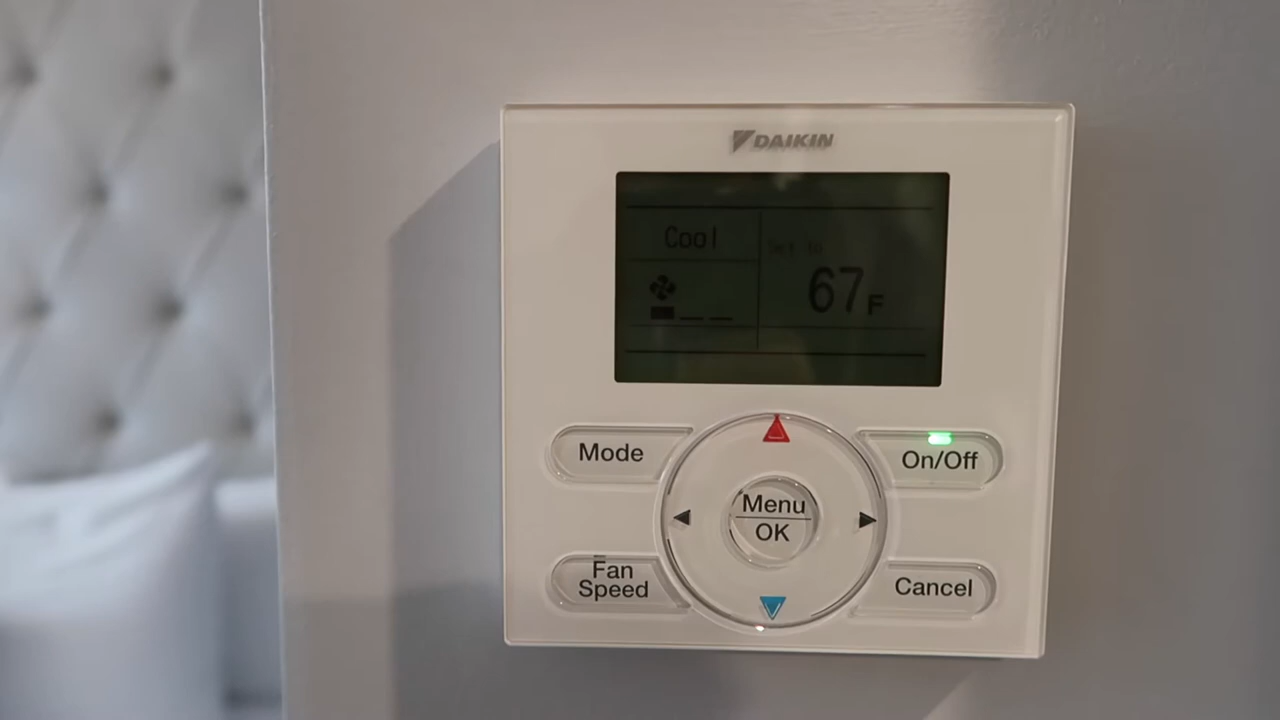 DAIKIN
Cool
Set to
67F
Mode
On/Off
Menu
OK
Fan
Speed
Cancel